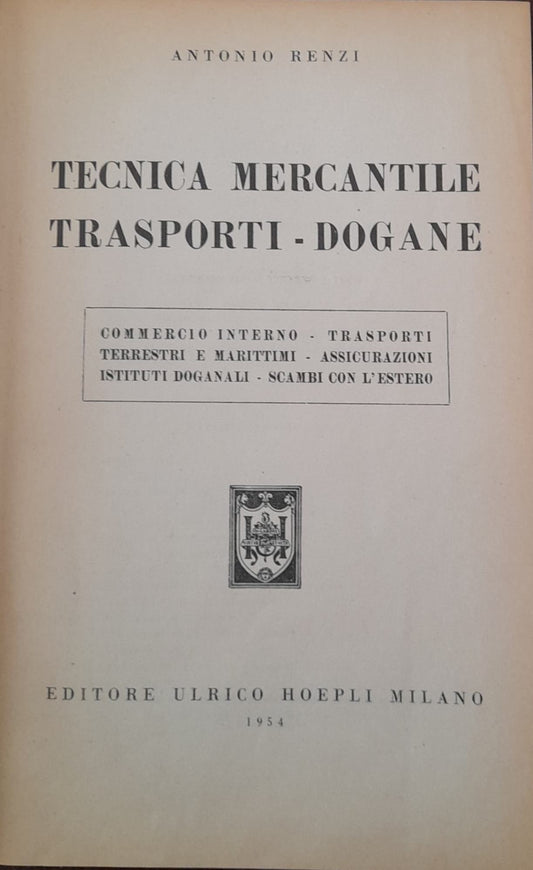 ANTONIO RENZI
TECNICA MERCANTILE
TRASPORTI - DOGANE
COMMERCIO INTERNO - TRASPORTI
TERRESTRI E MARITTIMI - ASSICURAZIONI
ISTITUTI DOGANALI - SCAMBI CON L'ESTERO
EDITORE ULRICO HOEPLI MILANO
1954